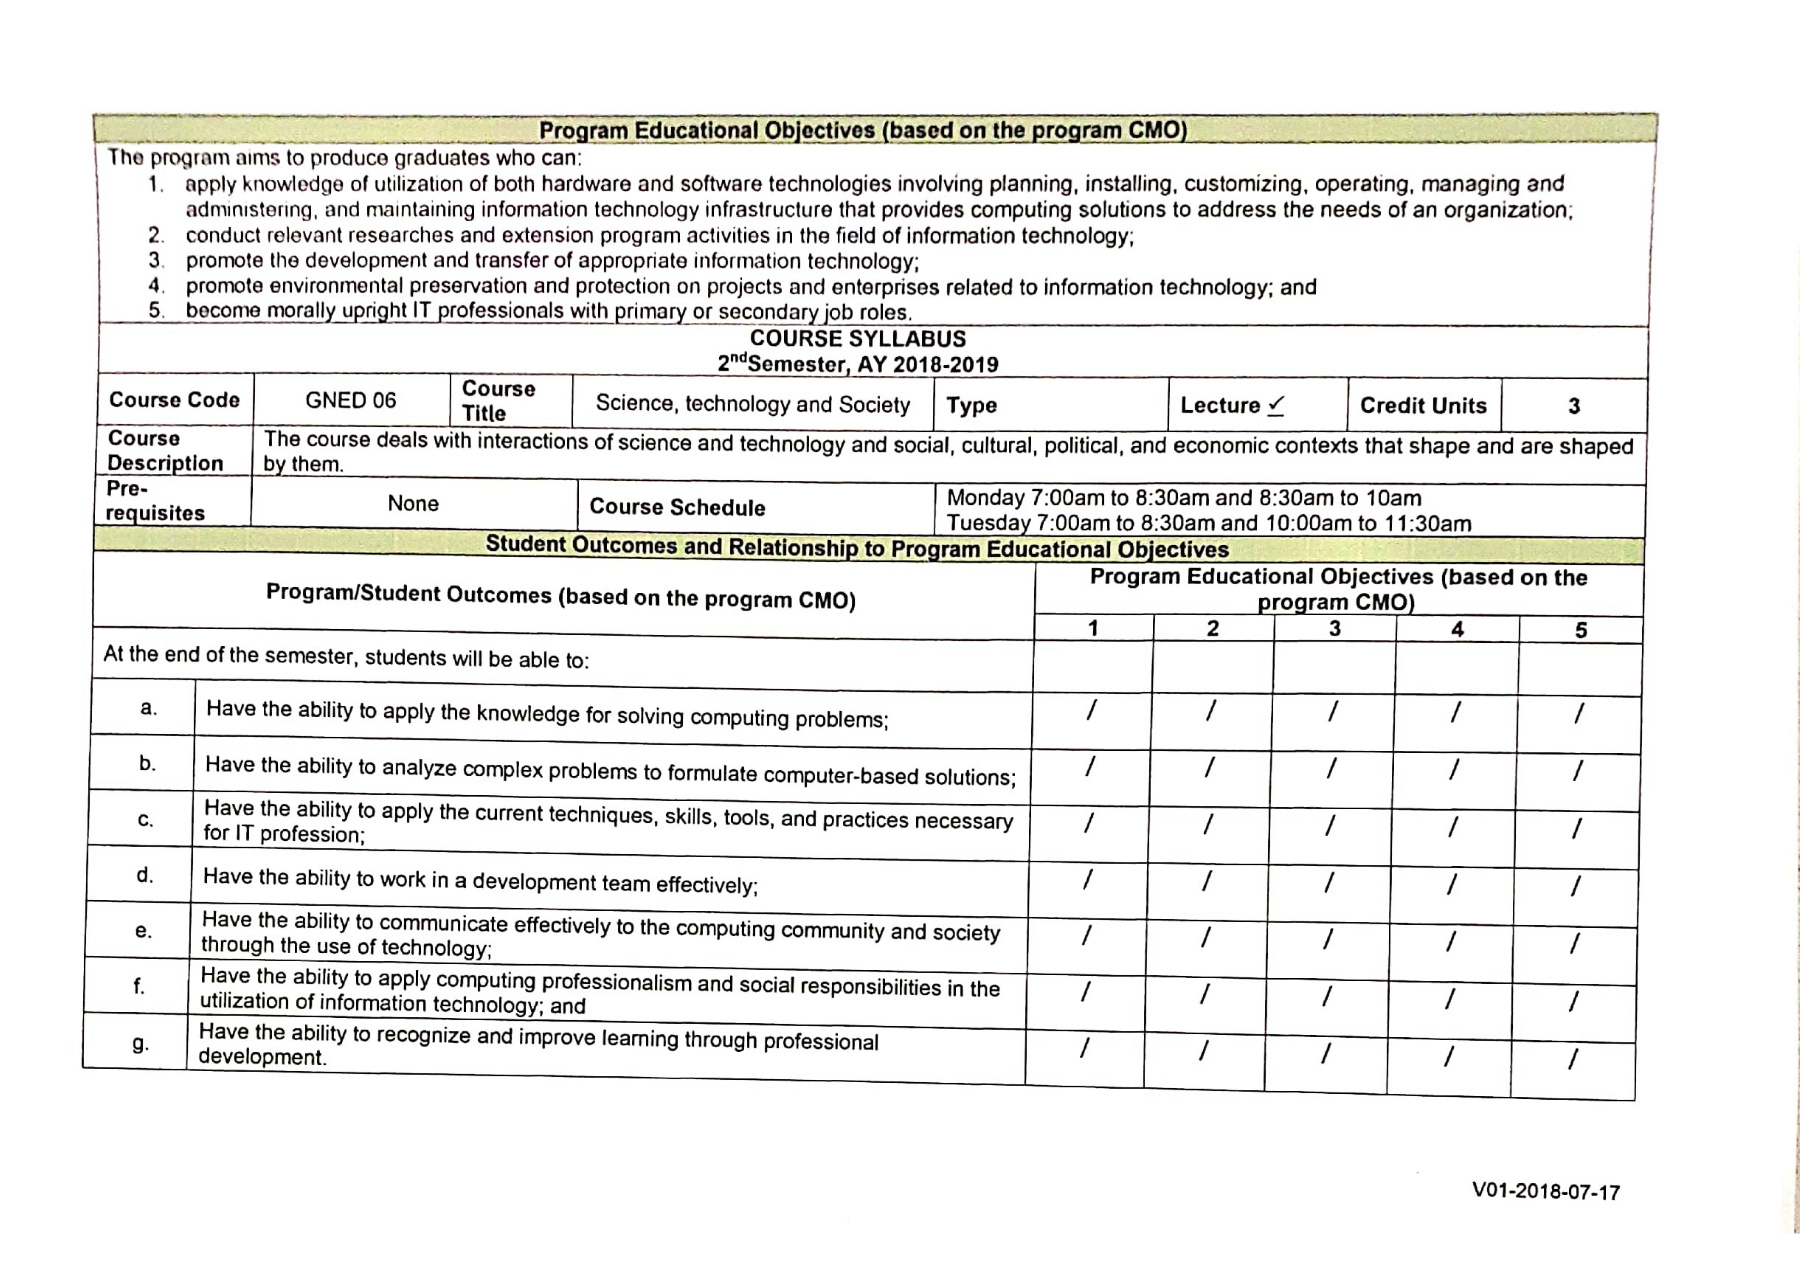 Program Educational Objectives (based on the program CMO)
The program aims to produce graduates who can:
1. apply knowledge of utilization of both hardware and software technologies involving planning, installing, customizing, operating, managing and
administering, and maintaining information technology infrastructure that provides computing solutions to address the needs of an organization;
2. conduct relevant researches and extension program activities in the field of information technology;
3. promote the development and transfer of appropriate information technology;
4. promote environmental preservation and protection on projects and enterprises related to information technology; and
5. become morally upright IT professionals with primary or secondary job roles.
COURSE SYLLABUS
2nd Semester, AY 2018-2019
Course Code GNED 06 Course Title Science, technology and Society Type Lecture ✓ Credit Units 3
Course Description The course deals with interactions of science and technology and social, cultural, political, and economic contexts that shape and are shaped
by them.
Pre-requisites None Course Schedule Monday 7:00am to 8:30am and 8:30am to 10am
Tuesday 7:00am to 8:30am and 10:00am to 11:30am
Student Outcomes and Relationship to Program Educational Objectives
Program/Student Outcomes (based on the program CMO)
Program Educational Objectives (based on the
program CMO)
1 2 3 4 5
At the end of the semester, students will be able to:
a. Have the ability to apply the knowledge for solving computing problems; / / / / /
b. Have the ability to analyze complex problems to formulate computer-based solutions; / / / / /
c. Have the ability to apply the current techniques, skills, tools, and practices necessary
for IT profession; / / / / /
d. Have the ability to work in a development team effectively; / / / / /
e. Have the ability to communicate effectively to the computing community and society
through the use of technology; / / / / /
f. Have the ability to apply computing professionalism and social responsibilities in the
utilization of information technology; and / / / / /
g. Have the ability to recognize and improve learning through professional
development. / / / / /
V01-2018-07-17